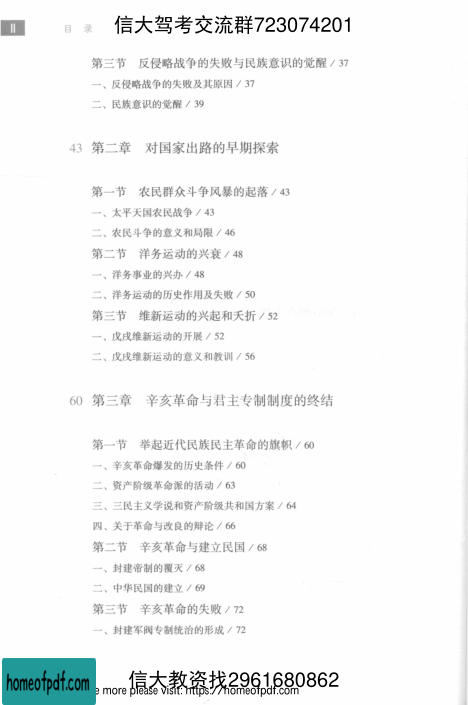 II 目 录 信大驾考交流群723074201
第三节 反侵略战争的失败与民族意识的觉醒 / 37
一、反侵略战争的失败及其原因 / 37
二、民族意识的觉醒 / 39
43 第二章 对国家出路的早期探索
第一节 农民群众斗争风暴的起落 / 43
一、太平天国农民战争 / 43
二、农民斗争的意义和局限 / 46
第二节 洋务运动的兴衰 / 48
一、洋务事业的兴办 / 48
二、洋务运动的历史作用及失败 / 50
第三节 维新运动的兴起和夭折 / 52
一、戊戌维新运动的开展 / 52
二、戊戌维新运动的意义和教训 / 56
60 第三章 辛亥革命与君主专制制度的终结
第一节 举起近代民族民主革命的旗帜 / 60
一、辛亥革命爆发的历史条件 / 60
二、资产阶级革命派的活动 / 63
三、三民主义学说和资产阶级共和国方案 / 64
四、关于革命与改良的辩论 / 66
第二节 辛亥革命与建立民国 / 68
一、封建帝制的覆灭 / 68
二、中华民国的建立 / 69
第三节 辛亥革命的失败 / 72
一、封建军阀专制统治的形成 / 72
信大教资找2961680862
homeofpdf.com more please visit: https://homeofpdf.com